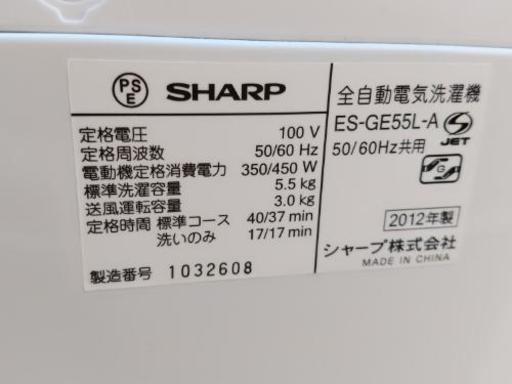 PS
E
SHARP
定格電圧 100 V
定格周波数 50/60 Hz
電動機定格消費電力 350/450 W
標準洗濯容量 5.5 kg
送風運転容量 3.0 kg
定格時間 標準コース 40/37 min
洗いのみ 17/17 min
製造番号 1032608
全自動電気洗濯機
ES-GE55L-A
JET
50/60Hz共用
G
2012年製
シャープ株式会社
MADE IN CHINA